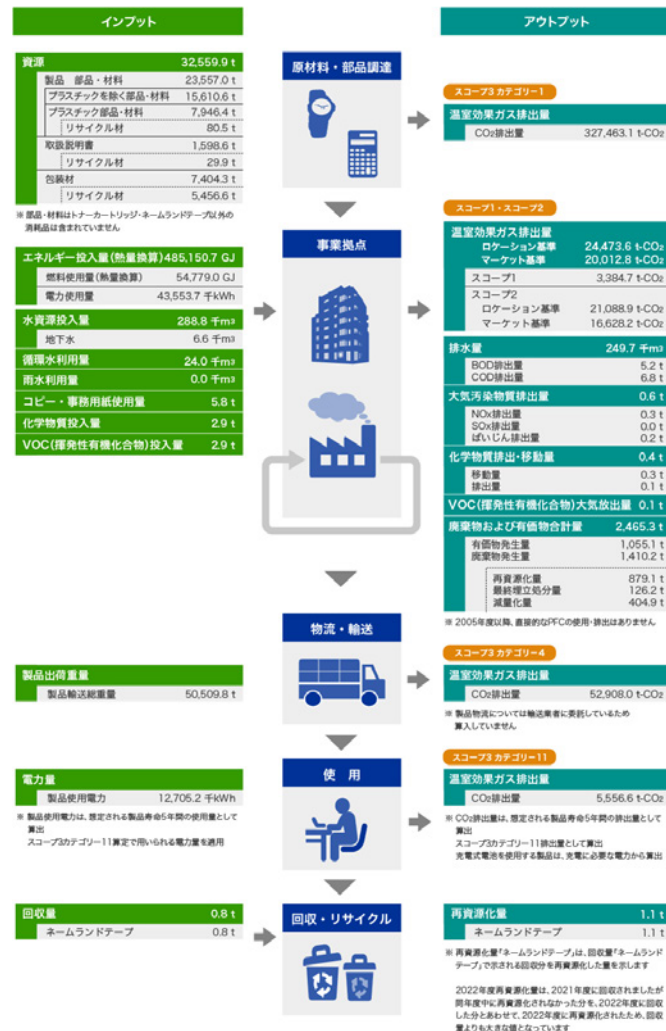 インプット
アウトプット
資源 32,559.9 t
製品 部品・材料 23,557.0 t
プラスチックを除く部品・材料 15,610.6 t
プラスチック部品・材料 7,946.4 t
リサイクル材 80.5 t
取扱説明書 1,598.6 t
リサイクル材 29.9 t
包装材 7,404.3 t
リサイクル材 5,456.6 t
※ 部品・材料はトナーカートリッジ・ネームランドテープ以外の
消耗品は含まれていません
原材料・部品調達
スコープ3 カテゴリー1
温室効果ガス排出量
CO2排出量 327,463.1 t-CO2
エネルギー投入量(熱量換算)485,150.7 GJ
燃料使用量(熱量換算) 54,779.0 GJ
電力使用量 43,553.7 千kWh
水資源投入量 288.8 千m3
地下水 6.6 千m3
循環水利用量 24.0 千m3
雨水利用量 0.0 千m3
コピー・事務用紙使用量 5.8 t
化学物質投入量 2.9 t
VOC(揮発性有機化合物)投入量 2.9 t
事業拠点
スコープ1・スコープ2
温室効果ガス排出量
ロケーション基準 24,473.6 t-CO2
マーケット基準 20,012.8 t-CO2
スコープ1 3,384.7 t-CO2
スコープ2
ロケーション基準 21,088.9 t-CO2
マーケット基準 16,628.2 t-CO2
排水量 249.7 千m3
BOD排出量 5.2 t
COD排出量 6.8 t
大気汚染物質排出量 0.6 t
NOx排出量 0.3 t
SOx排出量 0.0 t
ばいじん排出量 0.2 t
化学物質排出・移動量 0.4 t
移動量 0.3 t
排出量 0.1 t
VOC(揮発性有機化合物)大気放出量 0.1 t
廃棄物および有価物合計量 2,465.3 t
有価物発生量 1,055.1 t
廃棄物発生量 1,410.2 t
再資源化量 879.1 t
最終埋立処分量 126.2 t
減量化量 404.9 t
※ 2005年度以降、直接的なPFCの使用・排出はありません
製品出荷重量
製品輸送総重量 50,509.8 t
物流・輸送
スコープ3 カテゴリー4
温室効果ガス排出量
CO2排出量 52,908.0 t-CO2
※ 製品物流については輸送業者に委託しているため
算入していません
電力量
製品使用電力 12,705.2 千kWh
※ 製品使用電力は、想定される製品寿命5年間の使用量として
算出
スコープ3カテゴリー11算定で用いられる電力量を適用
使 用
スコープ3 カテゴリー11
温室効果ガス排出量
CO2排出量 5,556.6 t-CO2
※ CO2排出量は、想定される製品寿命5年間の排出量として
算出
スコープ3カテゴリー11排出量として算出
充電式電池を使用する製品は、充電に必要な電力から算出
回収量 0.8 t
ネームランドテープ 0.8 t
回収・リサイクル
再資源化量 1.1 t
ネームランドテープ 1.1 t
※ 再資源化量「ネームランドテープ」は、回収量「ネームランド
テープ」で示される回収分を再資源化した量を示します
2022年度再資源化量は、2021年度に回収されましたが
同年度中に再資源化されなかった分を、2022年度に回収
した分とあわせて、2022年度に再資源化されたため、回収
量よりも大きな値となっています